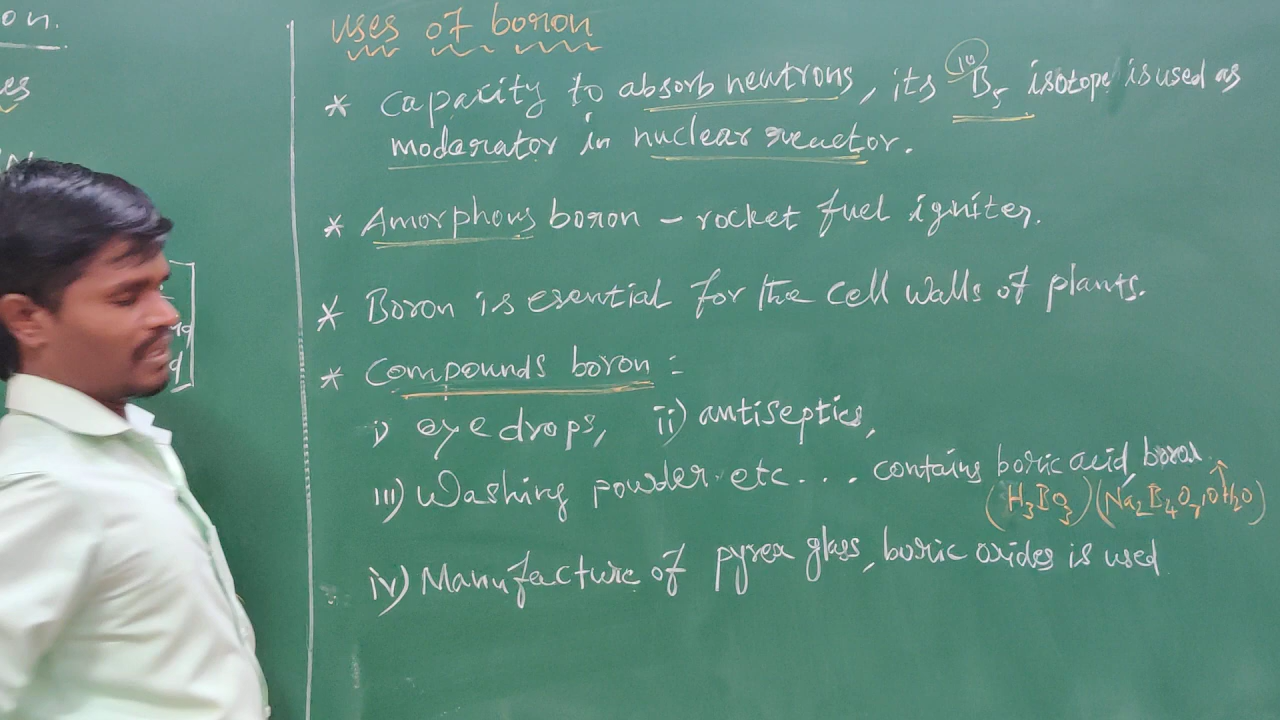 on.
es
uses of boron
* Capacity to absorb neutrons, its ¹⁰B₅ isotope is used as
moderator in nuclear reactor.
* Amorphous boron - rocket fuel igniter.
* Boron is esential for the cell walls of plants.
* Compounds boron :
i) eye drops, ii) antiseptics,
iii) Washing powder etc.... contains boric acid, borax.
(H₃BO₃) (Na₂B₄O₇.10H₂O)
iv) Manufacture of pyrex glass, boric oxides is used